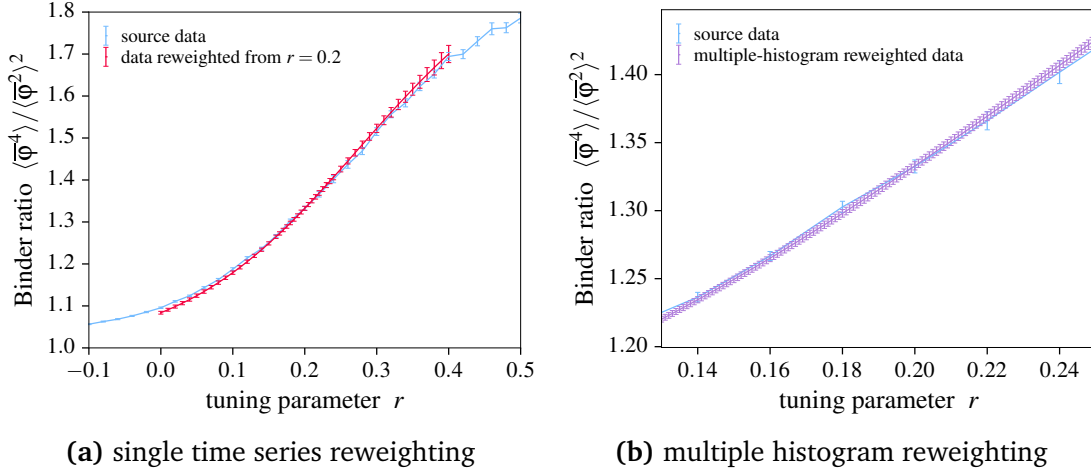 1.8
1.7
1.6
1.5
1.4
1.3
1.2
1.1
1.0
Binder ratio ⟨φ̅⁴⟩/⟨φ̅²⟩²
source data
data reweighted from r = 0.2
−0.1 0.0 0.1 0.2 0.3 0.4 0.5
tuning parameter r
(a) single time series reweighting
1.40
1.35
1.30
1.25
1.20
Binder ratio ⟨φ̅⁴⟩/⟨φ̅²⟩²
source data
multiple-histogram reweighted data
0.14 0.16 0.18 0.20 0.22 0.24
tuning parameter r
(b) multiple histogram reweighting